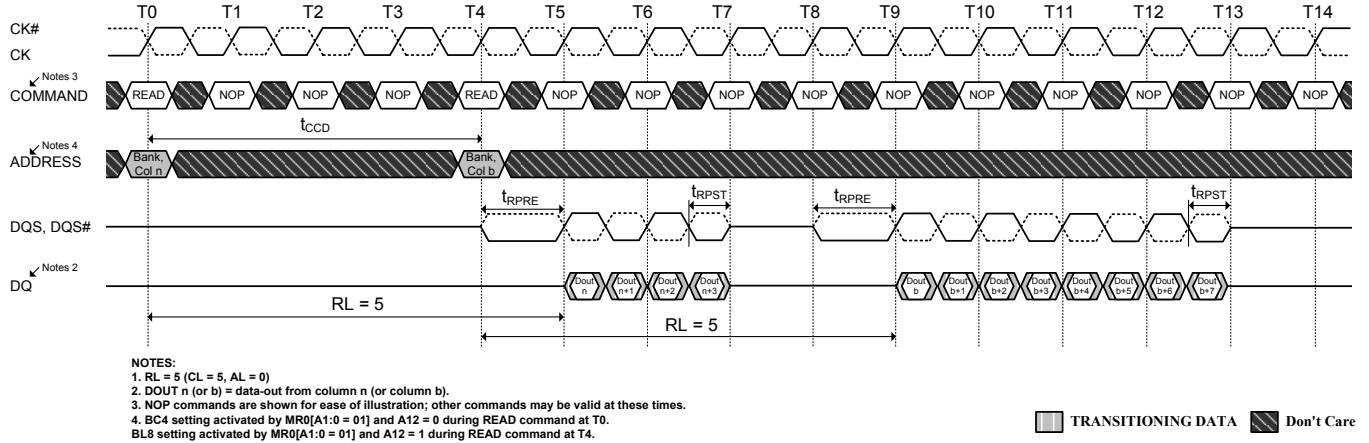 T0 T1 T2 T3 T4 T5 T6 T7 T8 T9 T10 T11 T12 T13 T14
CK#
CK
Notes 3
COMMAND READ NOP NOP NOP READ NOP NOP NOP NOP NOP NOP NOP NOP NOP NOP
tCCD
Notes 4
ADDRESS
Bank, Col n
Bank, Col b
tRPRE tRPST tRPRE tRPST
DQS, DQS#
Notes 2
DQ
Dout n
Dout n+1
Dout n+2
Dout n+3
Dout b
Dout b+1
Dout b+2
Dout b+3
Dout b+4
Dout b+5
Dout b+6
Dout b+7
RL = 5
RL = 5
NOTES:
1. RL = 5 (CL = 5, AL = 0)
2. DOUT n (or b) = data-out from column n (or column b).
3. NOP commands are shown for ease of illustration; other commands may be valid at these times.
4. BC4 setting activated by MR0[A1:0 = 01] and A12 = 0 during READ command at T0.
BL8 setting activated by MR0[A1:0 = 01] and A12 = 1 during READ command at T4.
TRANSITIONING DATA Don't Care